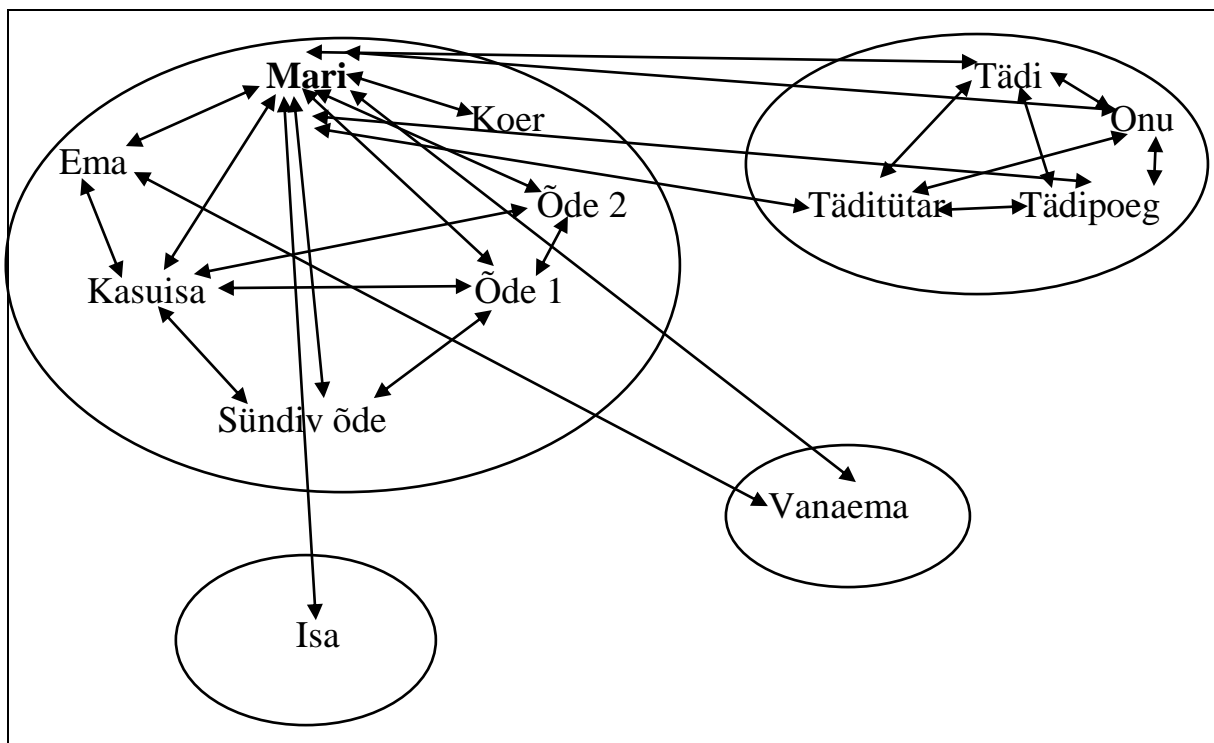 Mari
Tädi
Koer
Onu
Ema
Õde 2
Täditütar
Tädipoeg
Kasuisa
Õde 1
Sündiv õde
Vanaema
Isa